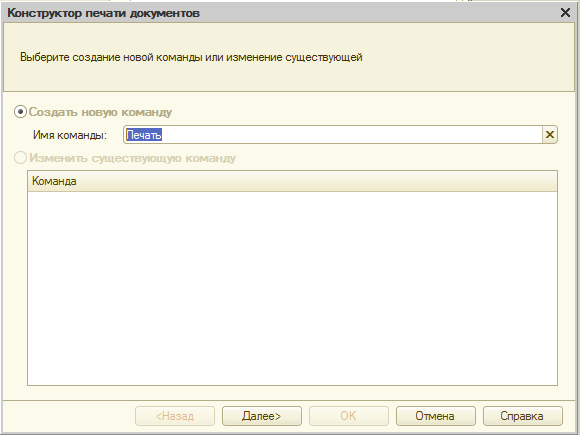 Конструктор печати документов
Выберите создание новой команды или изменение существующей
Создать новую команду
Имя команды: Печать
Изменить существующую команду
Команда
<Назад Далее> ОК Отмена Справка